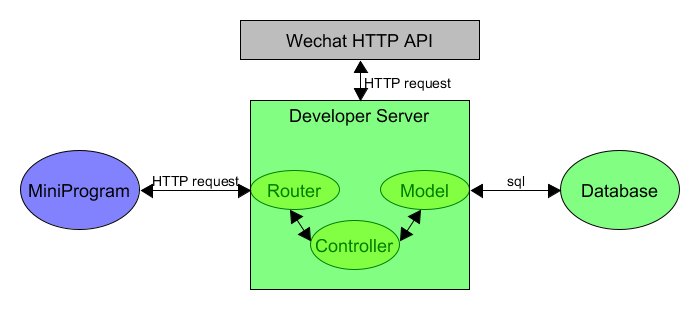 Wechat HTTP API
HTTP request
Developer Server
MiniProgram
HTTP request
Router
Model
sql
Database
Controller